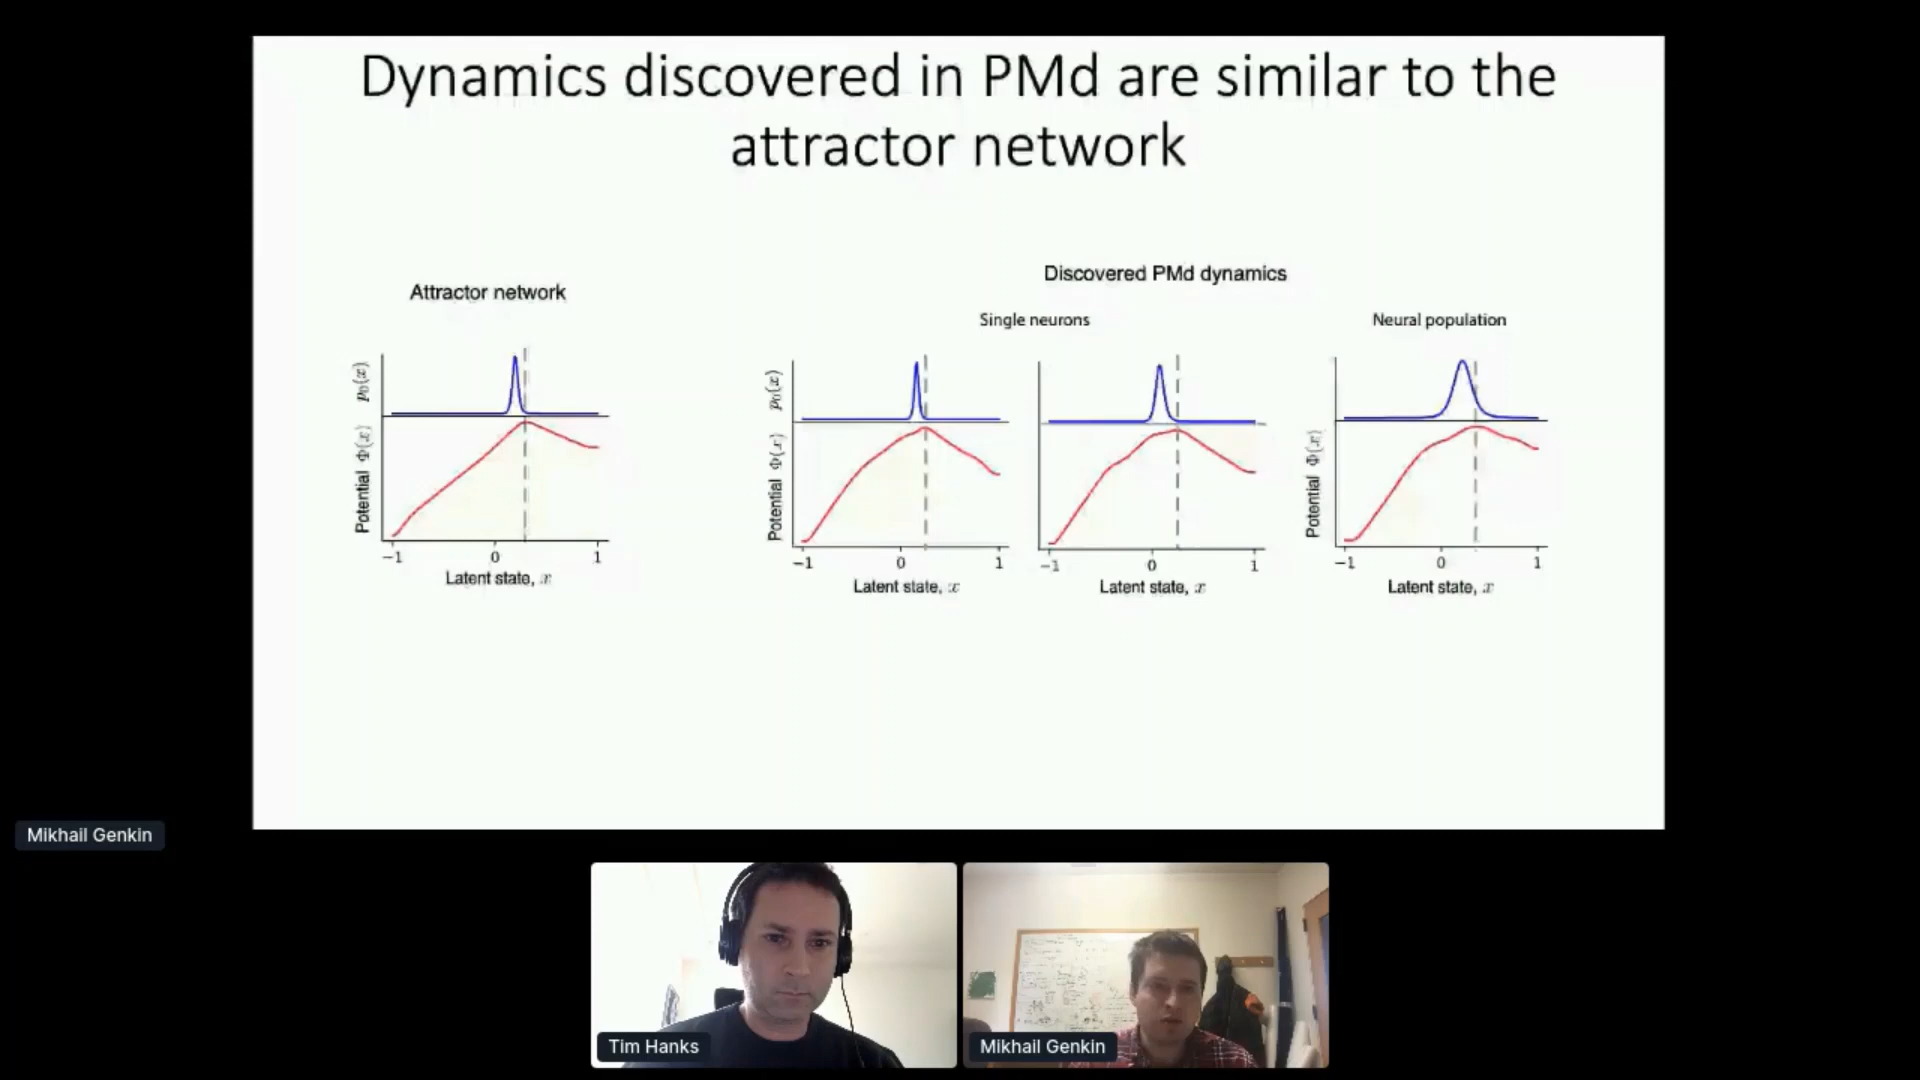 Dynamics discovered in PMd are similar to the
attractor network
Attractor network
Discovered PMd dynamics
Single neurons
Neural population
p₀(x)
Potential Φ(x)
−1 0 1
Latent state, x
p₀(x)
Potential Φ(x)
−1 0 1
Latent state, x
−1 0 1
Latent state, x
Potential Φ(x)
−1 0 1
Latent state, x
Mikhail Genkin
Tim Hanks
Mikhail Genkin